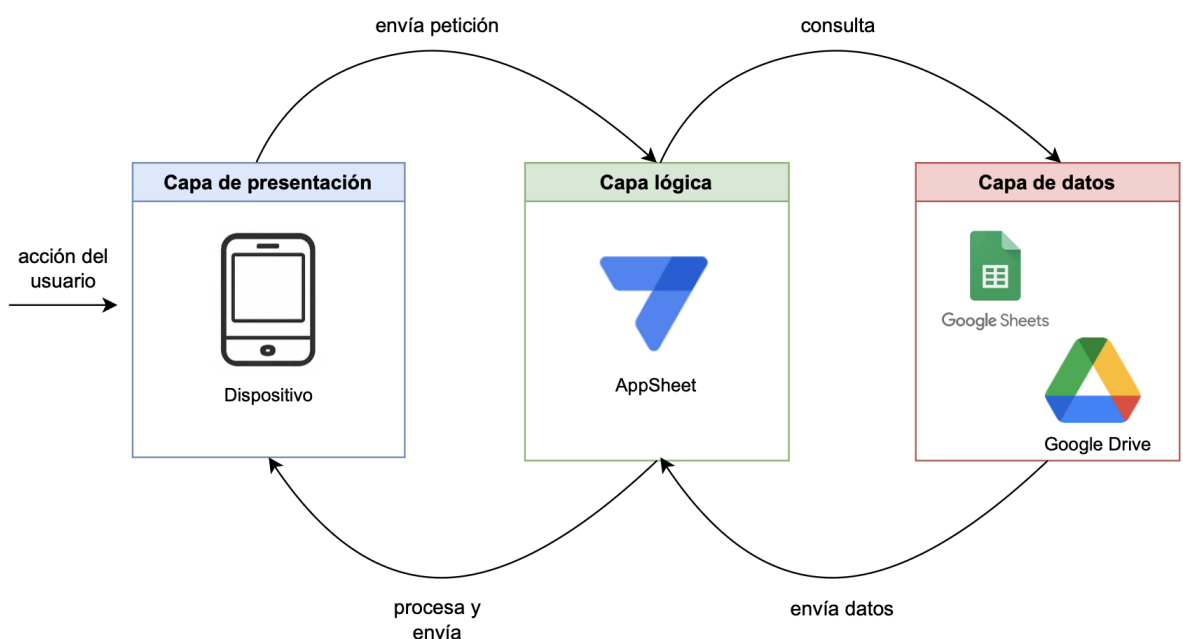 envía petición
consulta
Capa de presentación
Capa lógica
Capa de datos
acción del
usuario
Google Sheets
Dispositivo
AppSheet
Google Drive
procesa y
envía
envía datos